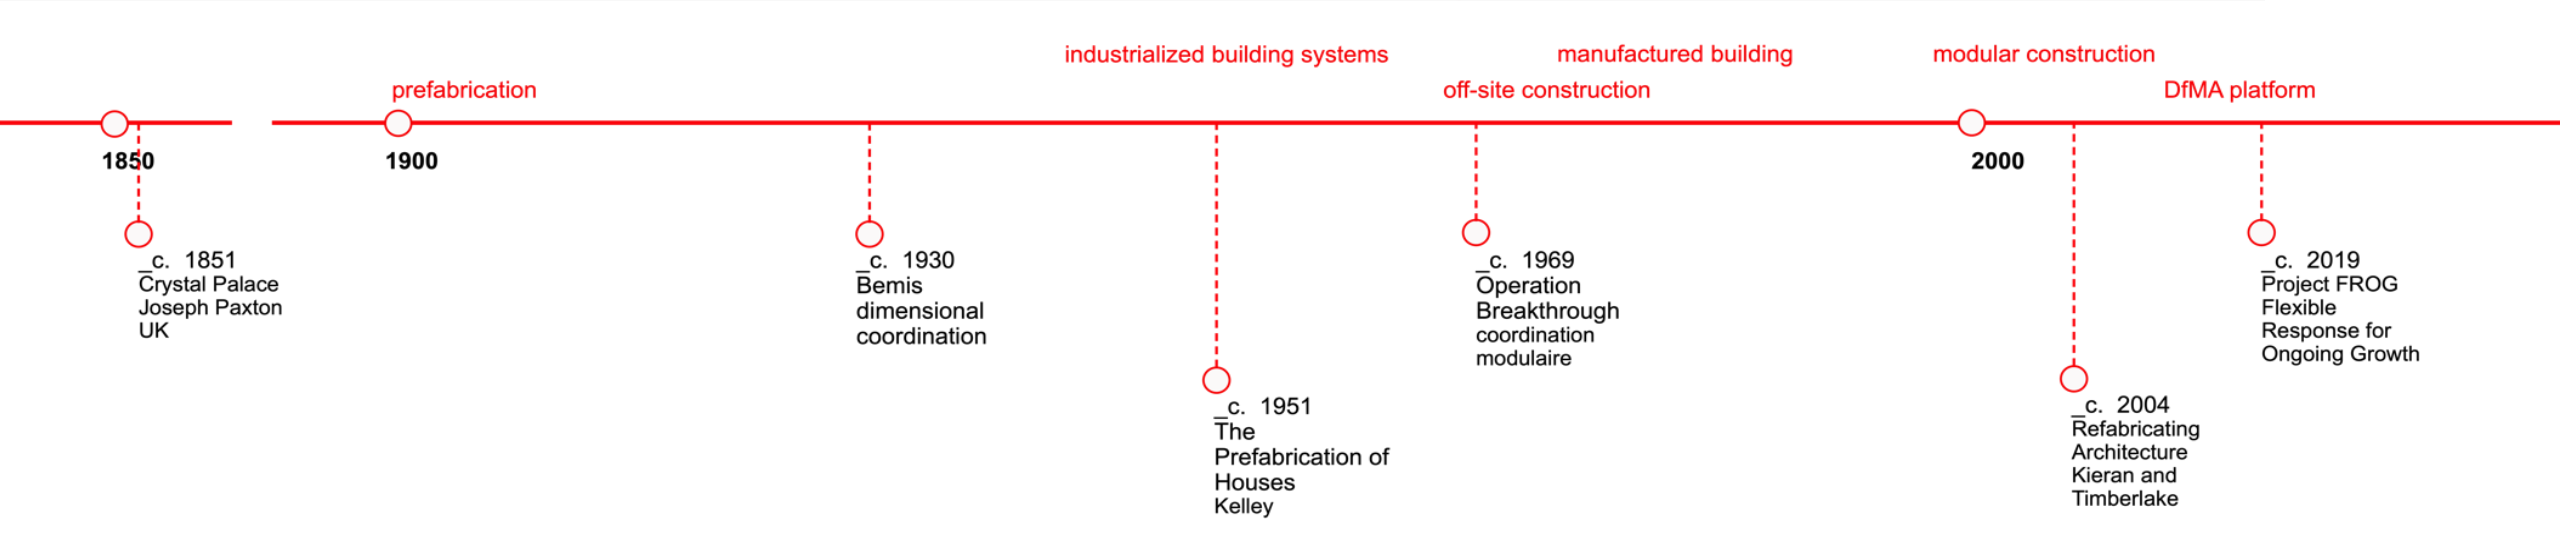 industrialized building systems
manufactured building
modular construction
prefabrication
off-site construction
DfMA platform
1850
1900
2000
_c. 1851
Crystal Palace
Joseph Paxton
UK
_c. 1930
Bemis
dimensional
coordination
_c. 1951
The
Prefabrication of
Houses
Kelley
_c. 1969
Operation
Breakthrough
coordination
modulaire
_c. 2004
Refabricating
Architecture
Kieran and
Timberlake
_c. 2019
Project FROG
Flexible
Response for
Ongoing Growth